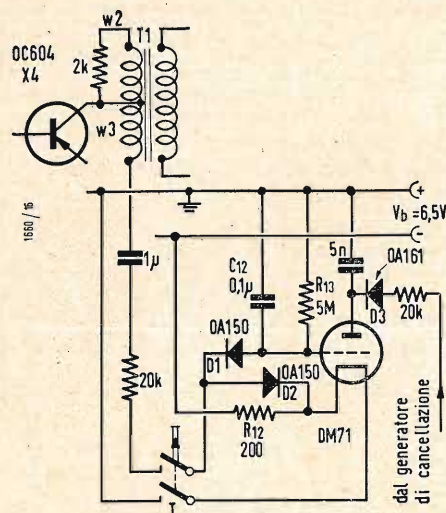 OC604
X4
w2
T1
2k
w3
1660/16
+
Vb=6,5V
-
1µ
C12
0,1µ
R13
5M
5n
OA161
D3
20k
OA150
D1
OA150
D2
20k
R12
200
DM71
T
dal generatore
di cancellazione